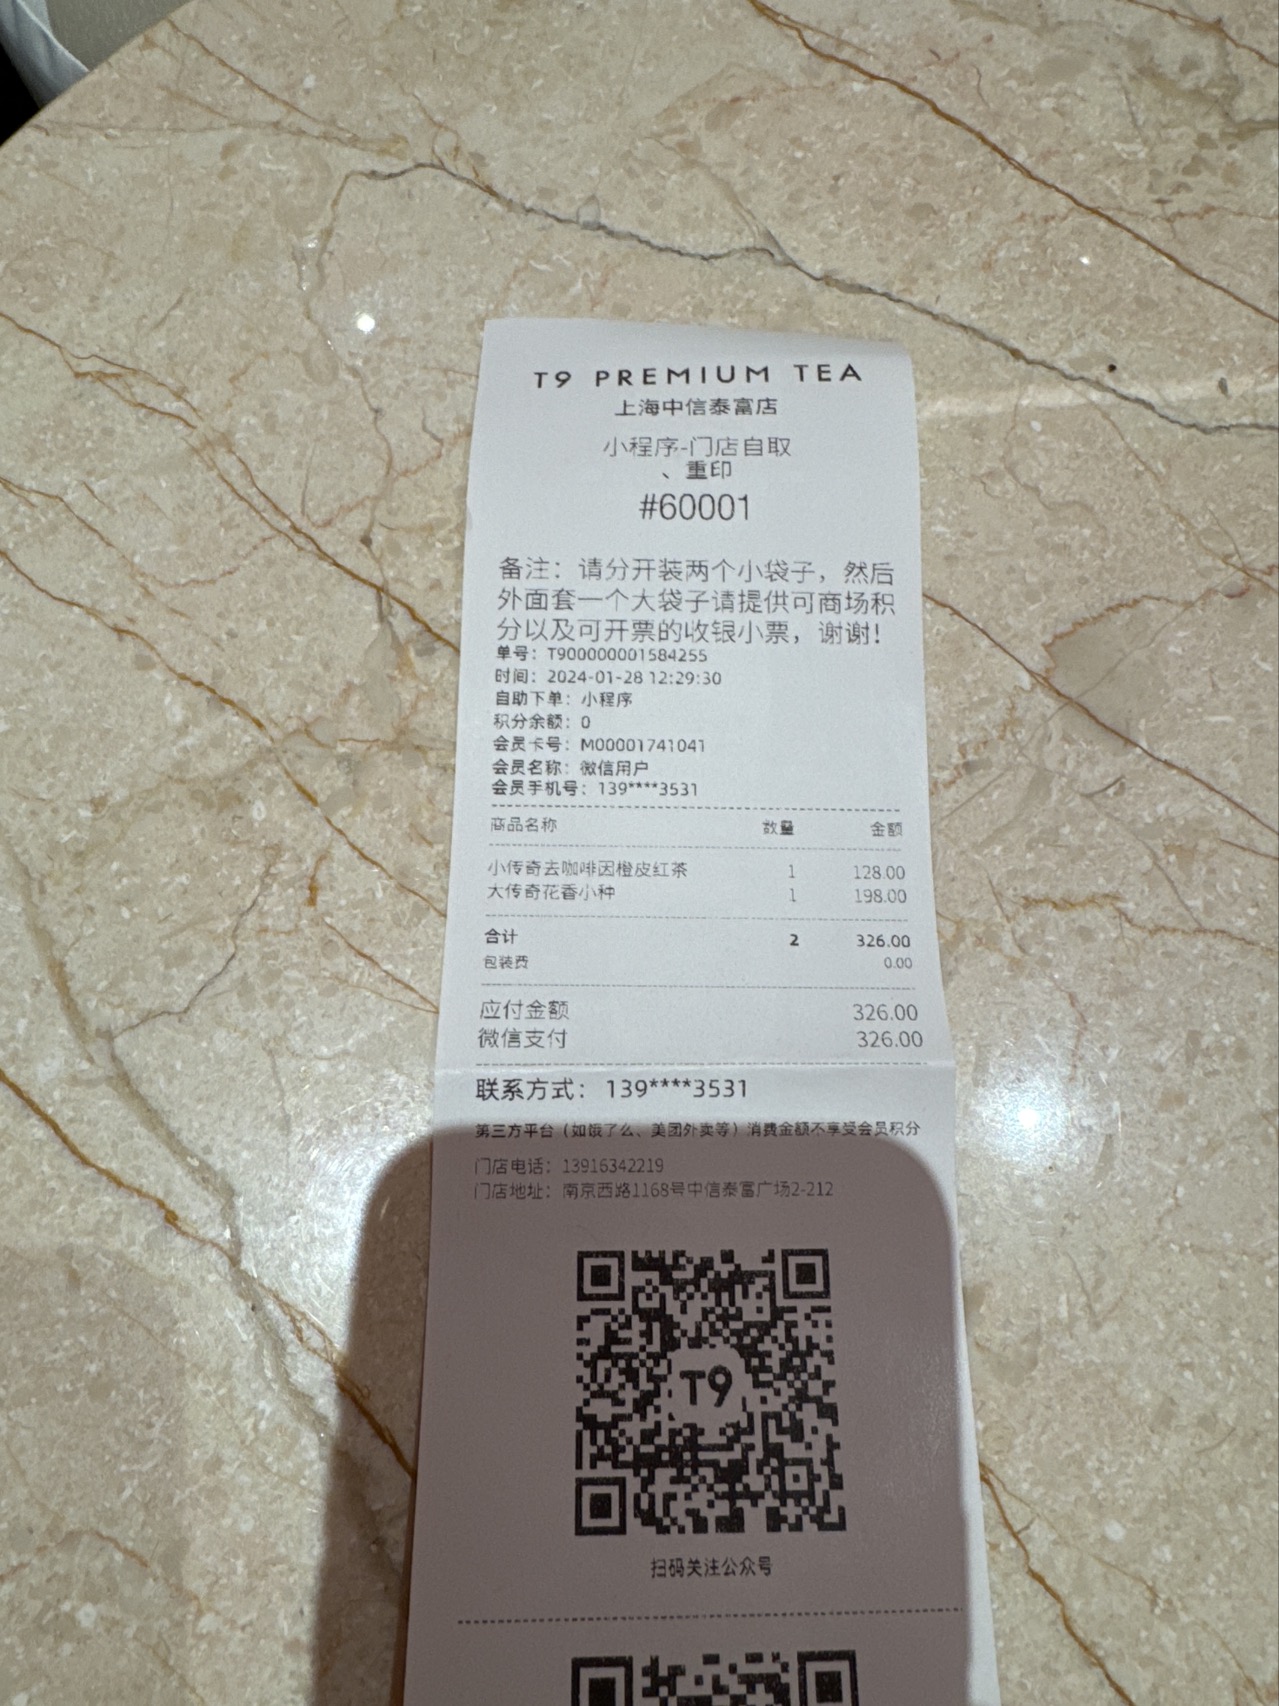 T9 PREMIUM TEA
上海中信泰富店
小程序-门店自取
、重印
#60001
备注：请分开装两个小袋子，然后
外面套一个大袋子请提供可商场积
分以及可开票的收银小票，谢谢！
单号：T900000001584255
时间：2024-01-28 12:29:30
自助下单：小程序
积分余额：0
会员卡号：M00001741041
会员名称：微信用户
会员手机号：139****3531
商品名称 数量 金额
小传奇去咖啡因橙皮红茶 1 128.00
大传奇花香小种 1 198.00
合计 2 326.00
包装费 0.00
应付金额 326.00
微信支付 326.00
联系方式： 139****3531
第三方平台（如饿了么、美团外卖等）消费金额不享受会员积分
门店电话：13916342219
门店地址：南京西路1168号中信泰富广场2-212
T9
扫码关注公众号